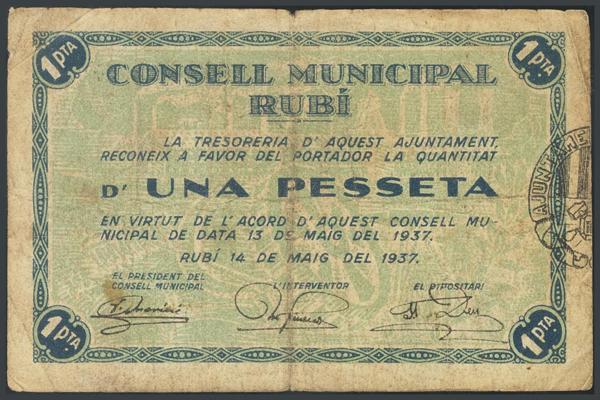 1 PTA 1 PTA
CONSELL MUNICIPAL
RUBÍ
LA TRESORERIA D'AQUEST AJUNTAMENT,
RECONEIX A FAVOR DEL PORTADOR LA QUANTITAT
D' UNA PESSETA
EN VIRTUT DE L'ACORD D'AQUEST CONSELL MU-
NICIPAL DE DATA 13 DE MAIG DEL 1937.
RUBÍ 14 DE MAIG DEL 1937.
EL PRESIDENT DEL
CONSELL MUNICIPAL
L'INTERVENTOR
EL DIPOSITARI
1 PTA 1 PTA
AJUNTAME